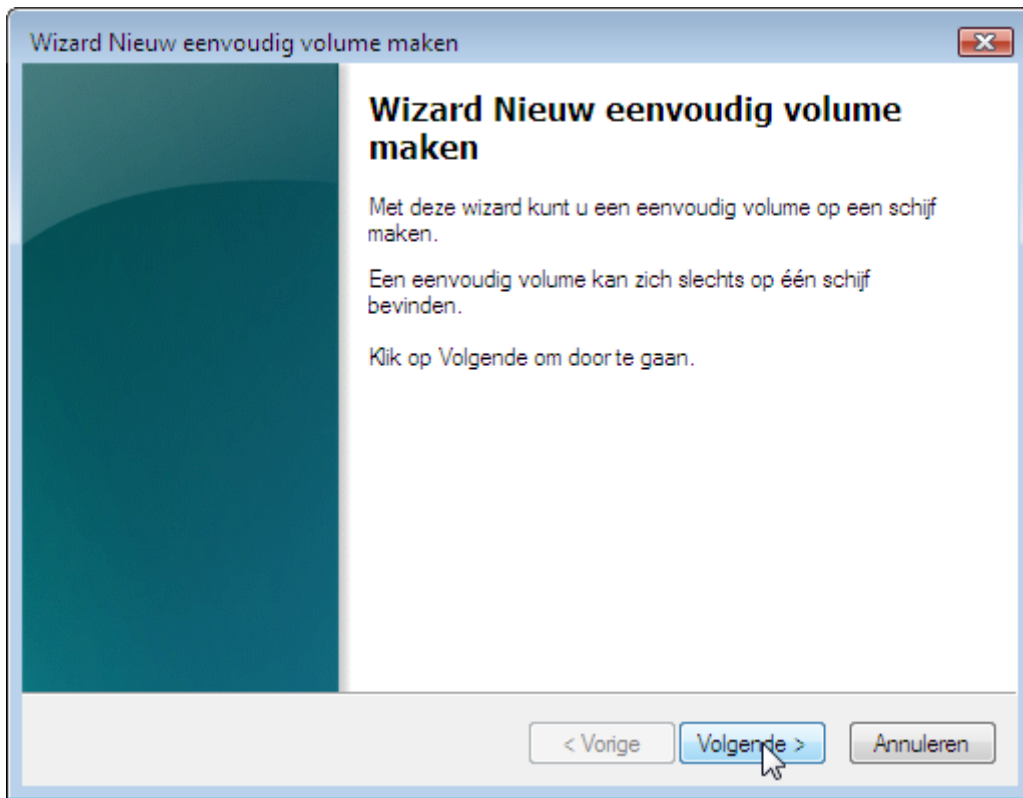 Wizard Nieuw eenvoudig volume maken
Wizard Nieuw eenvoudig volume
maken
Met deze wizard kunt u een eenvoudig volume op een schijf
maken.
Een eenvoudig volume kan zich slechts op één schijf
bevinden.
Klik op Volgende om door te gaan.
< Vorige
Volgende >
Annuleren